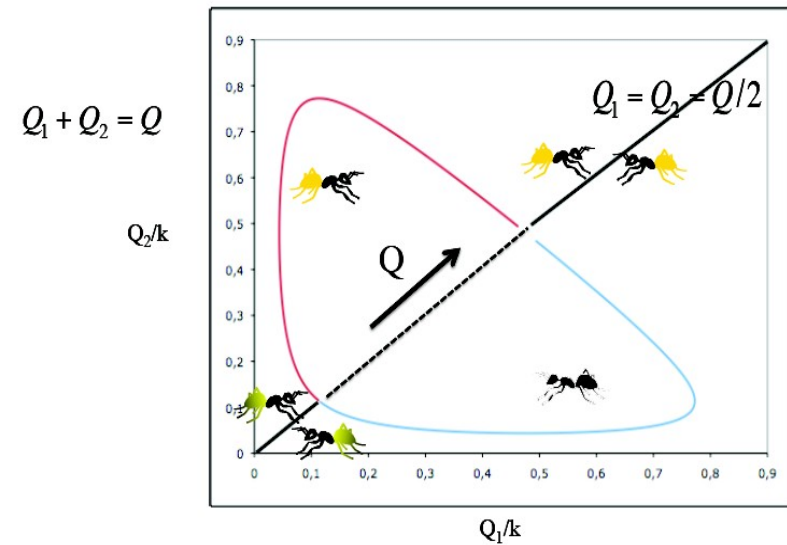 Q₁ + Q₂ = Q
Q₁ = Q₂ = Q/2
Q₂/k
Q
0,9
0,8
0,7
0,6
0,5
0,4
0,3
0,2
0,1
0
0 0,1 0,2 0,3 0,4 0,5 0,6 0,7 0,8 0,9
Q₁/k